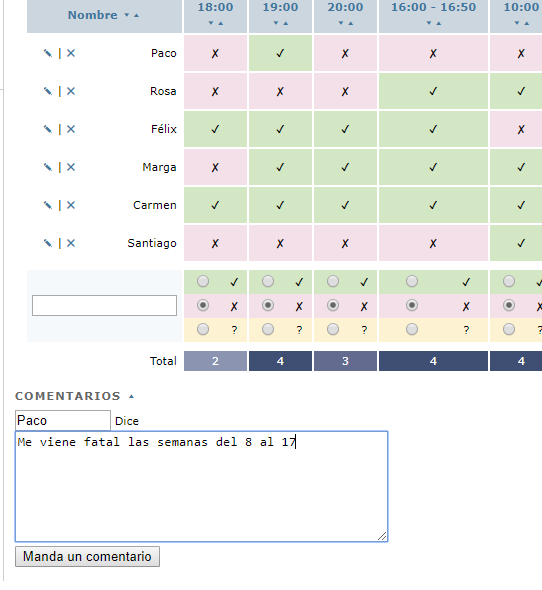 Nombre 18:00 19:00 20:00 16:00 - 16:50 10:00
| × Paco ✗ ✓ ✗ ✗ ✗
| × Rosa ✗ ✗ ✗ ✓ ✓
| × Félix ✓ ✓ ✓ ✓ ✗
| × Marga ✗ ✓ ✓ ✓ ✓
| × Carmen ✓ ✓ ✓ ✓ ✓
| × Santiago ✗ ✗ ✗ ✗ ✓
✓ ✓ ✓ ✓ ✓
✗ ✗ ✗ ✗ ✗
? ? ? ? ?
Total 2 4 3 4 4
COMENTARIOS
Paco Dice
Me viene fatal las semanas del 8 al 17
Manda un comentario